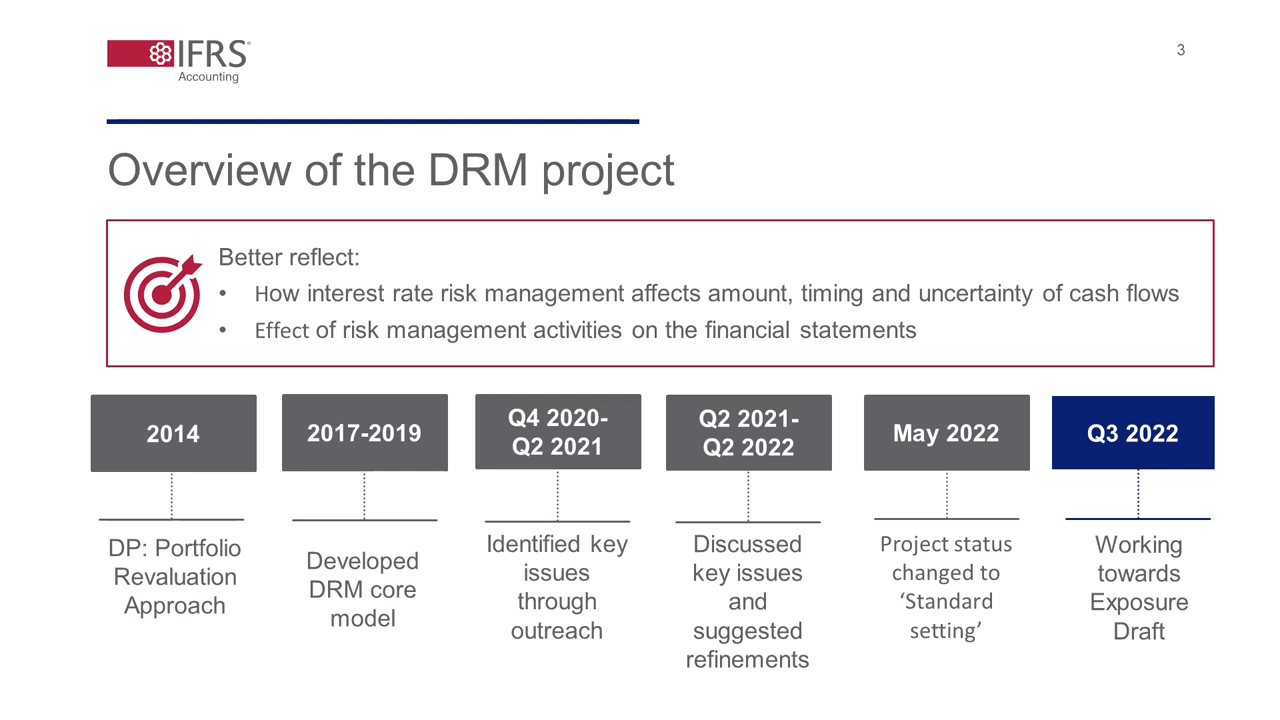 IFRS®
Accounting
3
Overview of the DRM project
Better reflect:
• How interest rate risk management affects amount, timing and uncertainty of cash flows
• Effect of risk management activities on the financial statements
2014
DP: Portfolio
Revaluation
Approach
2017-2019
Developed
DRM core
model
Q4 2020-
Q2 2021
Identified key
issues
through
outreach
Q2 2021-
Q2 2022
Discussed
key issues
and
suggested
refinements
May 2022
Project status
changed to
‘Standard
setting’
Q3 2022
Working
towards
Exposure
Draft